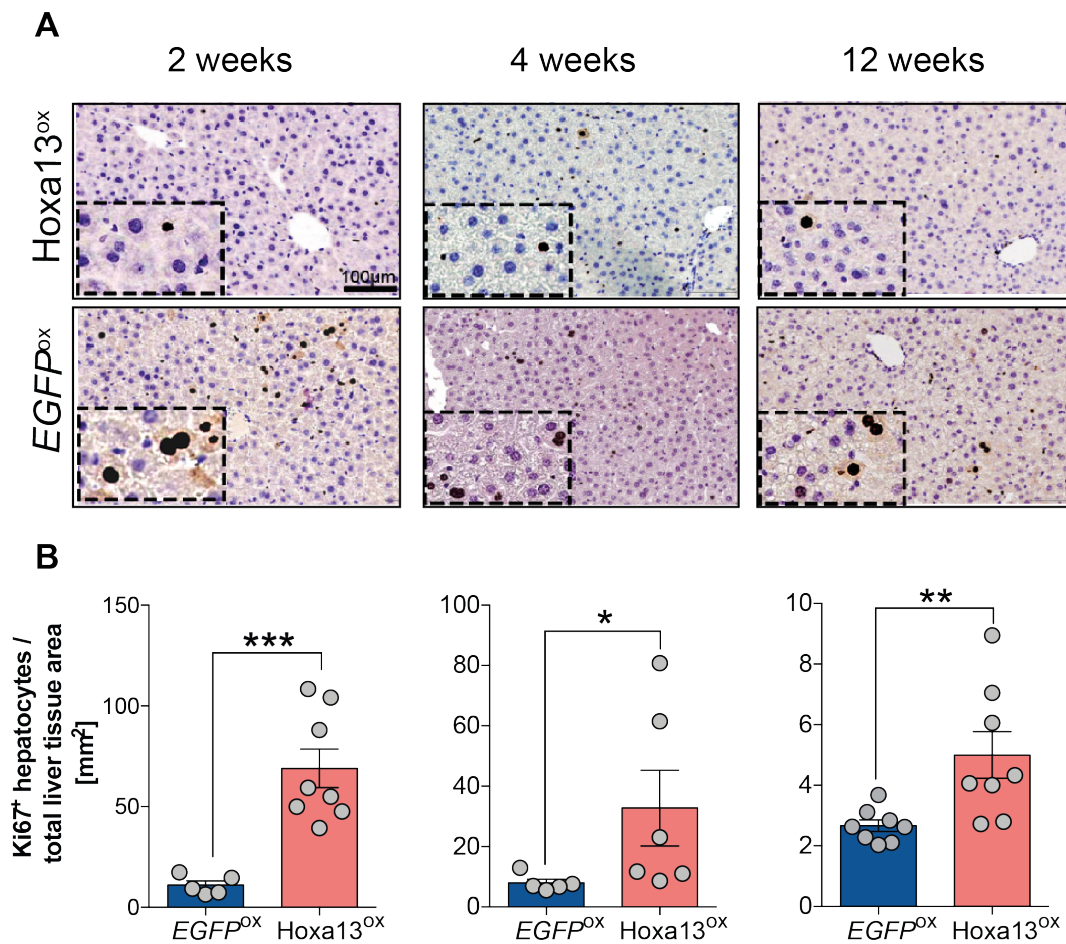 A
2 weeks 4 weeks 12 weeks
Hoxa13ᵒˣ
100µm
EGFPᵒˣ
B
Ki67⁺ hepatocytes /
total liver tissue area
[mm²]
150
100
50
0
***
EGFPᵒˣ Hoxa13ᵒˣ
100
80
60
40
20
0
*
EGFPᵒˣ Hoxa13ᵒˣ
10
8
6
4
2
0
**
EGFPᵒˣ Hoxa13ᵒˣ